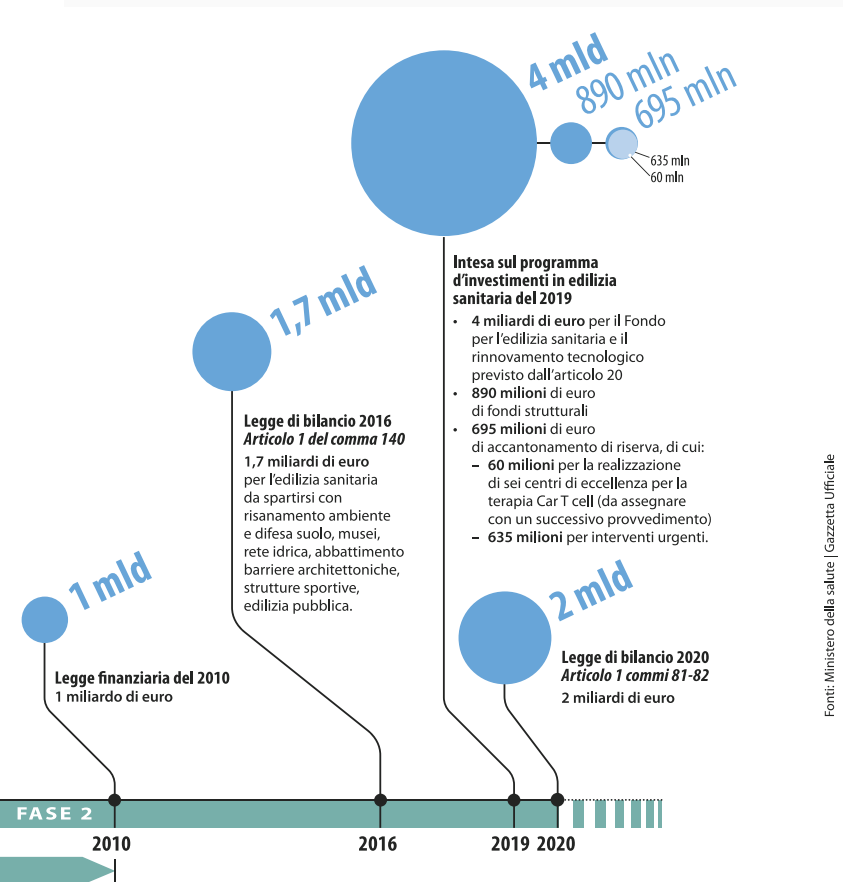 4 mld
890 mln
695 mln
635 mln
60 mln
Intesa sul programma
d'investimenti in edilizia
sanitaria del 2019
• 4 miliardi di euro per il Fondo
per l'edilizia sanitaria e il
rinnovamento tecnologico
previsto dall'articolo 20
• 890 milioni di euro
di fondi strutturali
• 695 milioni di euro
di accantonamento di riserva, di cui:
– 60 milioni per la realizzazione
di sei centri di eccellenza per la
terapia Car T cell (da assegnare
con un successivo provvedimento)
– 635 milioni per interventi urgenti.
1,7 mld
Legge di bilancio 2016
Articolo 1 del comma 140
1,7 miliardi di euro
per l'edilizia sanitaria
da spartirsi con
risanamento ambiente
e difesa suolo, musei,
rete idrica, abbattimento
barriere architettoniche,
strutture sportive,
edilizia pubblica.
1 mld
Legge finanziaria del 2010
1 miliardo di euro
2 mld
Legge di bilancio 2020
Articolo 1 commi 81-82
2 miliardi di euro
Fonti: Ministero della salute | Gazzetta Ufficiale
FASE 2
2010
2016
2019
2020